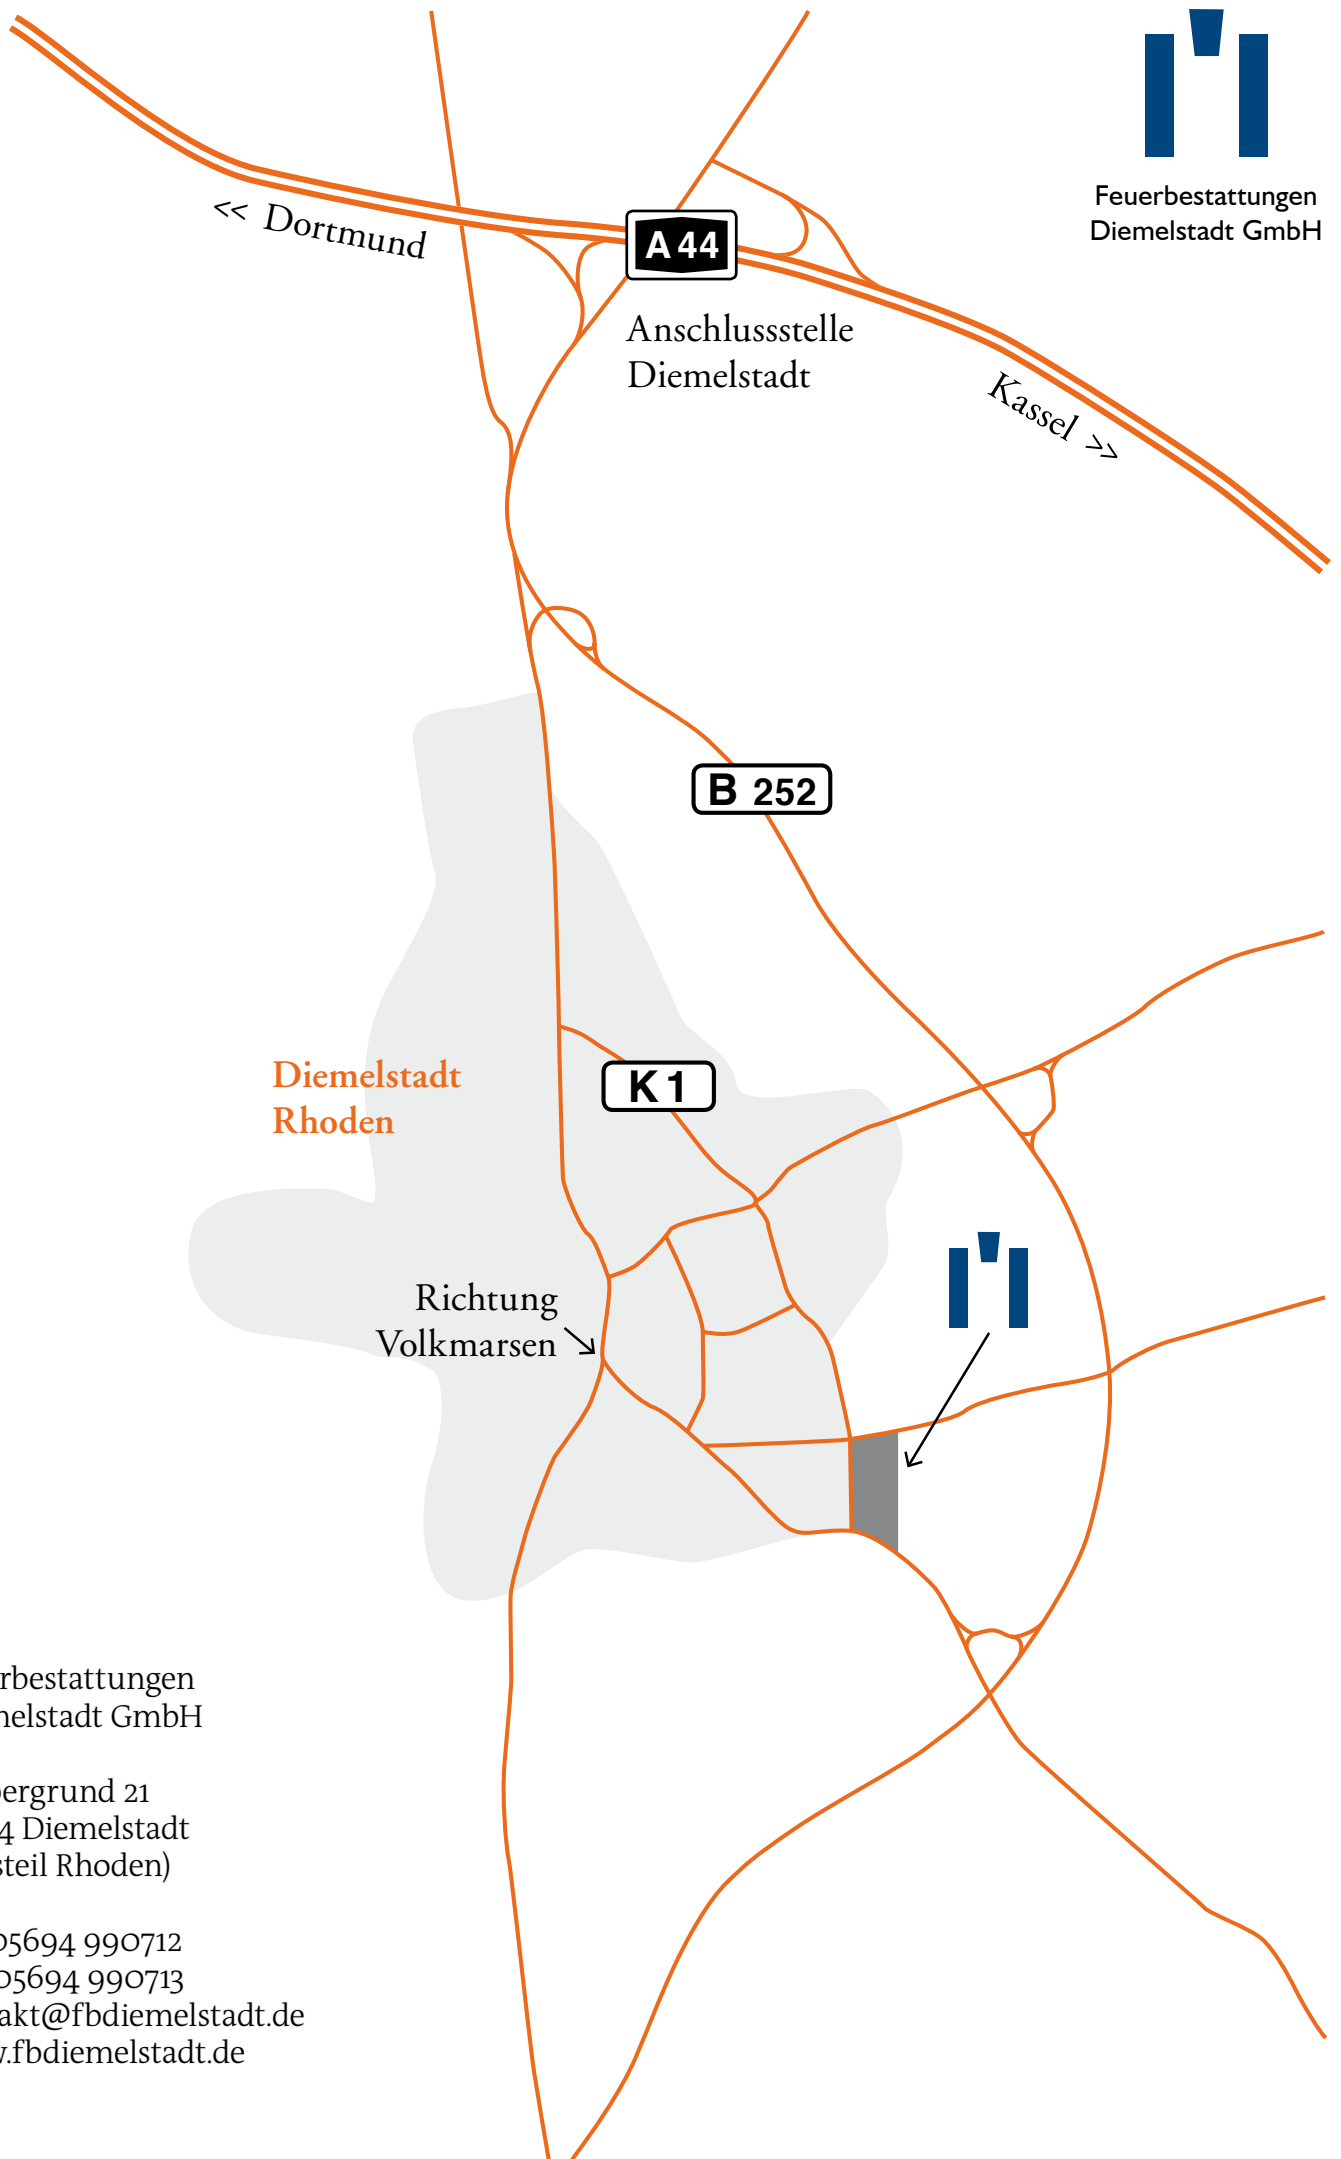 Feuerbestattungen
Diemelstadt GmbH
<< Dortmund
A 44
Anschlussstelle
Diemelstadt
Kassel >>
B 252
K 1
Diemelstadt
Rhoden
Richtung
Volkmarsen
rbestattungen
nelstadt GmbH
ergrund 21
4 Diemelstadt
steil Rhoden)
05694 990712
05694 990713
akt@fbdiemelstadt.de
.fbdiemelstadt.de